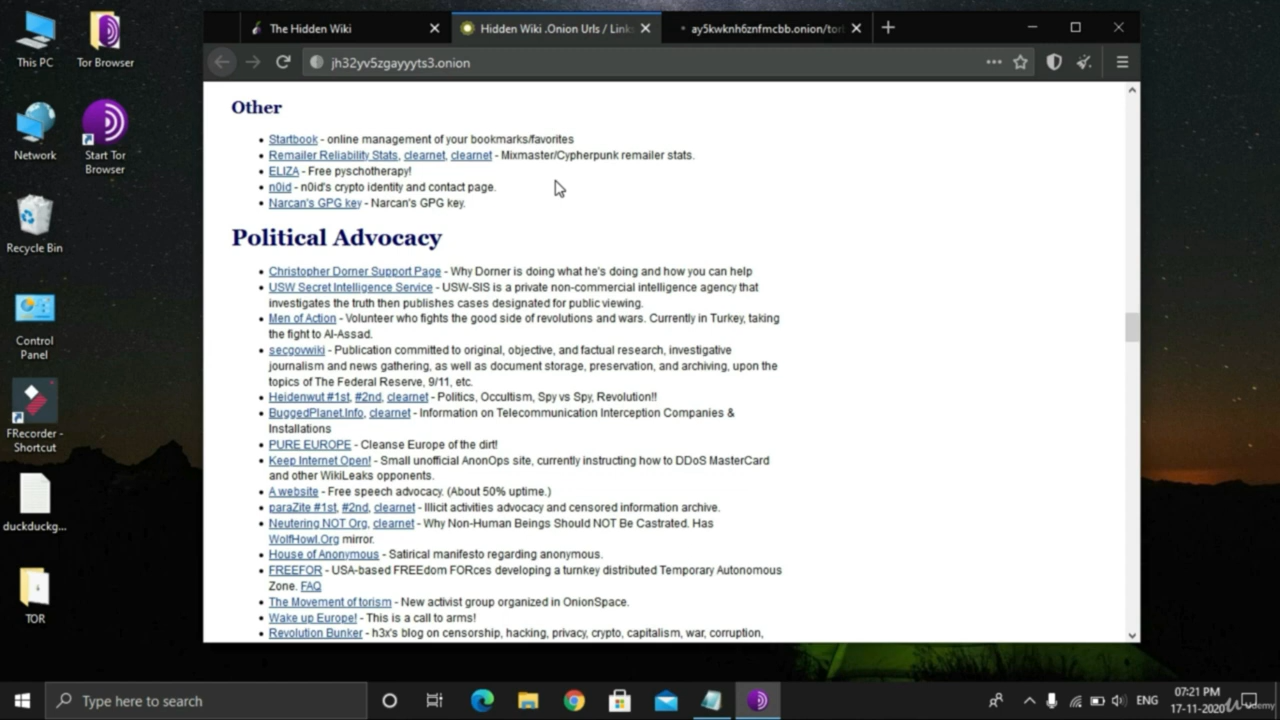 This PC
Tor Browser
Network
Start Tor
Browser
Recycle Bin
Control
Panel
FRecorder -
Shortcut
duckduckg...
TOR
The Hidden Wiki
Hidden Wiki .Onion Urls / Link
ay5kwknh6znfmcbb.onion/tor
jh32yv5zgayyyts3.onion
Other
• Startbook - online management of your bookmarks/favorites
• Remailer Reliability Stats, clearnet, clearnet - Mixmaster/Cypherpunk remailer stats.
• ELIZA - Free pyschotherapy!
• n0id - n0id's crypto identity and contact page.
• Narcan's GPG key - Narcan's GPG key.
Political Advocacy
• Christopher Dorner Support Page - Why Dorner is doing what he's doing and how you can help
• USW Secret Intelligence Service - USW-SIS is a private non-commercial intelligence agency that
investigates the truth then publishes cases designated for public viewing.
• Men of Action - Volunteer who fights the good side of revolutions and wars. Currently in Turkey, taking
the fight to Al-Assad.
• secgovwiki - Publication committed to original, objective, and factual research, investigative
journalism and news gathering, as well as document storage, preservation, and archiving, upon the
topics of The Federal Reserve, 9/11, etc.
• Heidenwut #1st, #2nd, clearnet - Politics, Occultism, Spy vs Spy, Revolution!!
• BuggedPlanet.Info, clearnet - Information on Telecommunication Interception Companies &
Installations
• PURE EUROPE - Cleanse Europe of the dirt!
• Keep Internet Open! - Small unofficial AnonOps site, currently instructing how to DDoS MasterCard
and other WikiLeaks opponents.
• A website - Free speech advocacy. (About 50% uptime.)
• paraZite #1st, #2nd, clearnet - Illicit activities advocacy and censored information archive.
• Neutering NOT Org, clearnet - Why Non-Human Beings Should NOT Be Castrated. Has
WolfHowl.Org mirror.
• House of Anonymous - Satirical manifesto regarding anonymous.
• FREEFOR - USA-based FREEdom FORces developing a turnkey distributed Temporary Autonomous
Zone. FAQ
• The Movement of torism - New activist group organized in OnionSpace.
• Wake up Europe! - This is a call to arms!
• Revolution Bunker - h3x's blog on censorship, hacking, privacy, crypto, capitalism, war, corruption,
Type here to search
ENG
07:21 PM
17-11-2020
Udemy